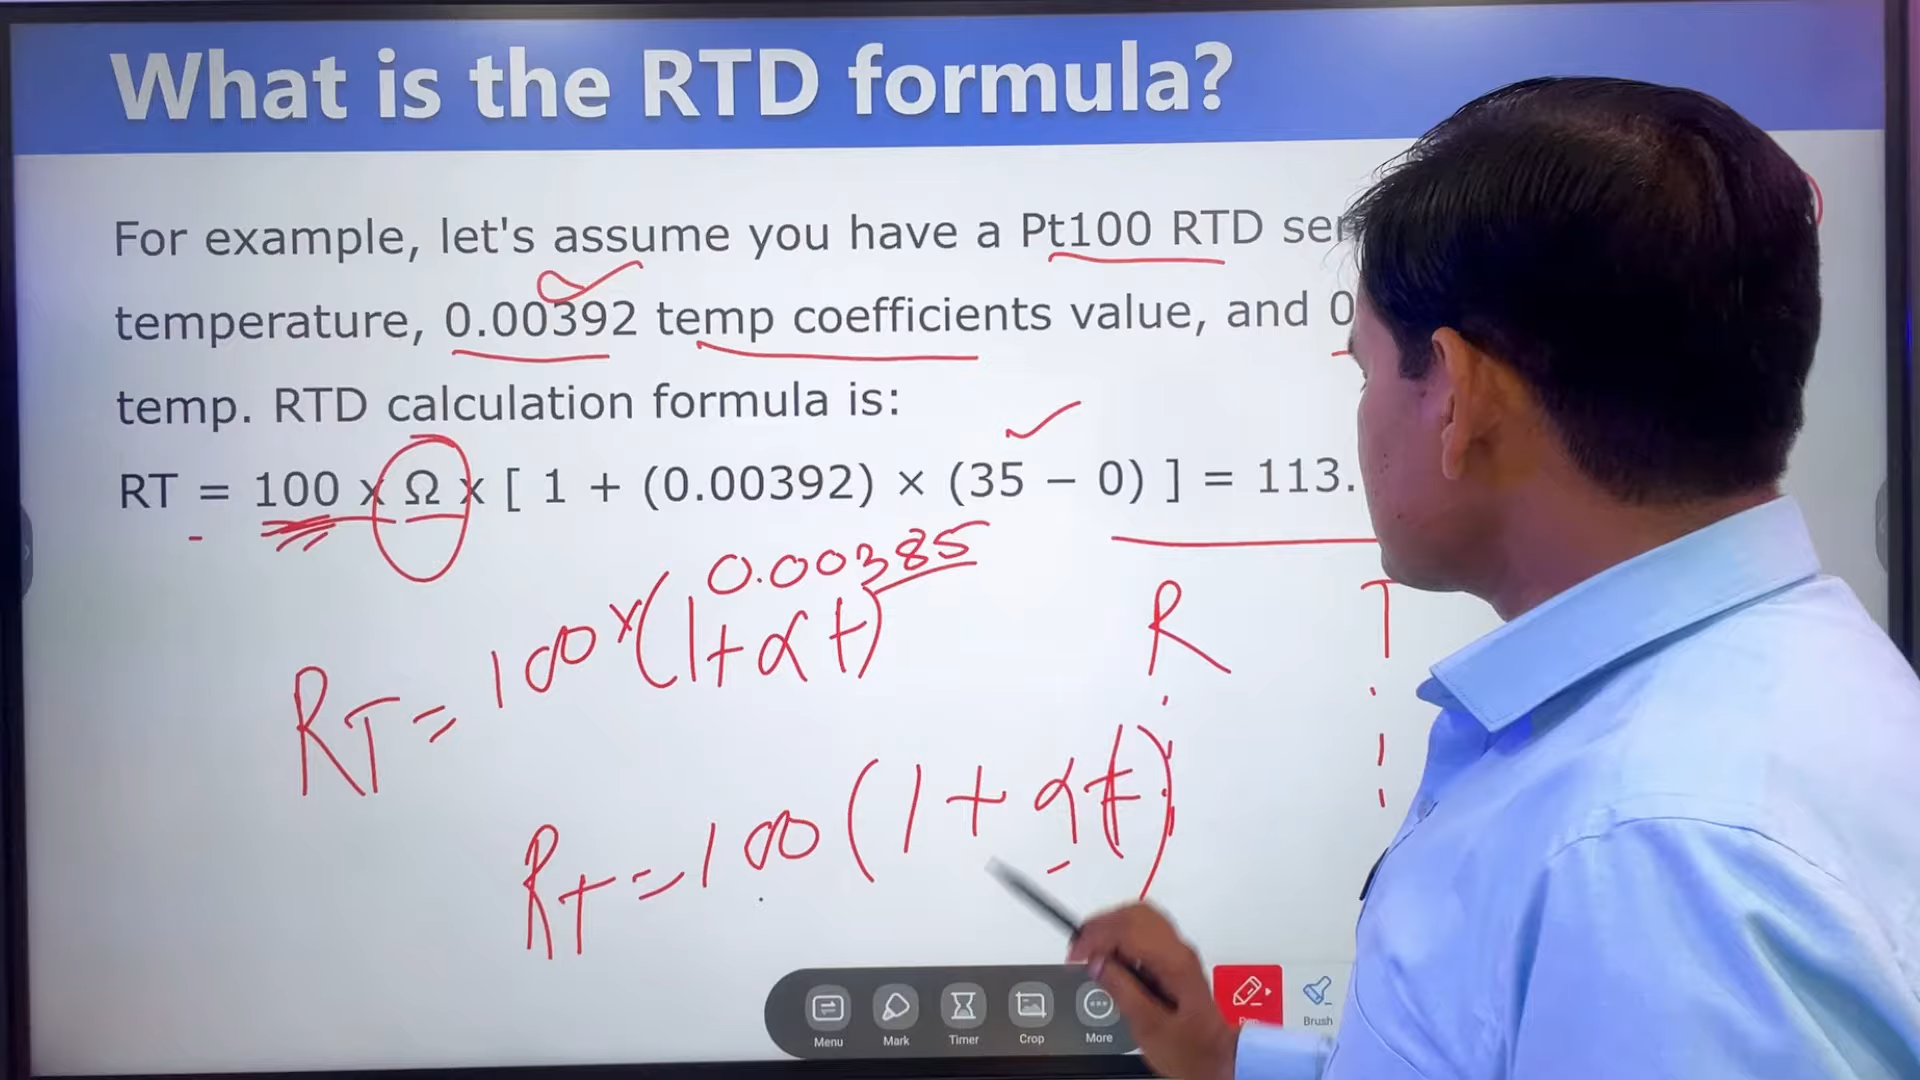 What is the RTD formula?
For example, let's assume you have a Pt100 RTD
temperature, 0.00392 temp coefficients value, and 0
temp. RTD calculation formula is:
RT = 100 x Ω x [ 1 + (0.00392) × (35 − 0) ] = 113.
0.00385
RT = 100×(1+αt)
R T
RT = 100 (1 + αt)
Menu Mark Timer Crop More Brush